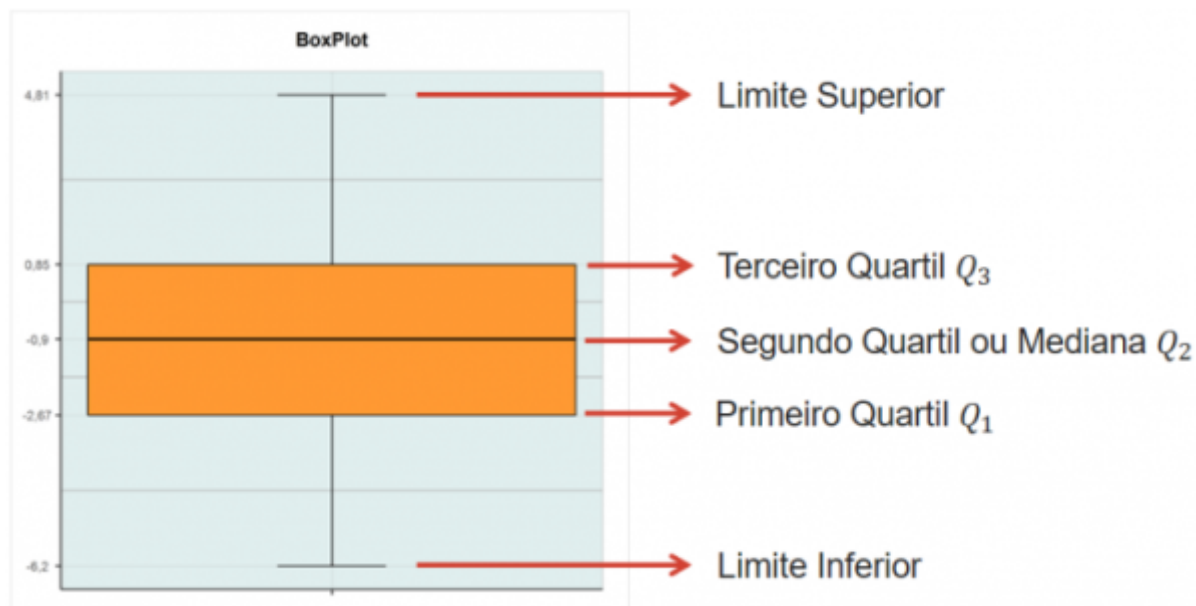 BoxPlot
4,81
Limite Superior
0,85
Terceiro Quartil Q₃
-0,9
Segundo Quartil ou Mediana Q₂
-2,67
Primeiro Quartil Q₁
-6,2
Limite Inferior